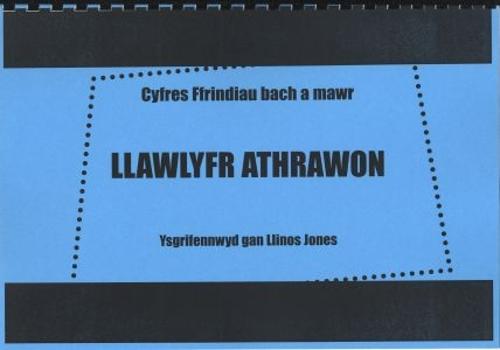 Cyfres Ffrindiau bach a mawr
LLAWLYFR ATHRAWON
Ysgrifennwyd gan Llinos Jones